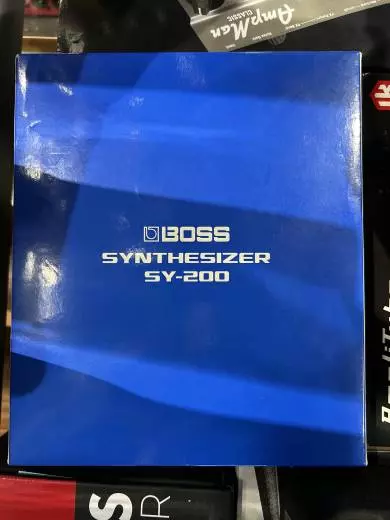 AmpMan
CLASSIC
BOSS
SYNTHESIZER
SY-200
S
R